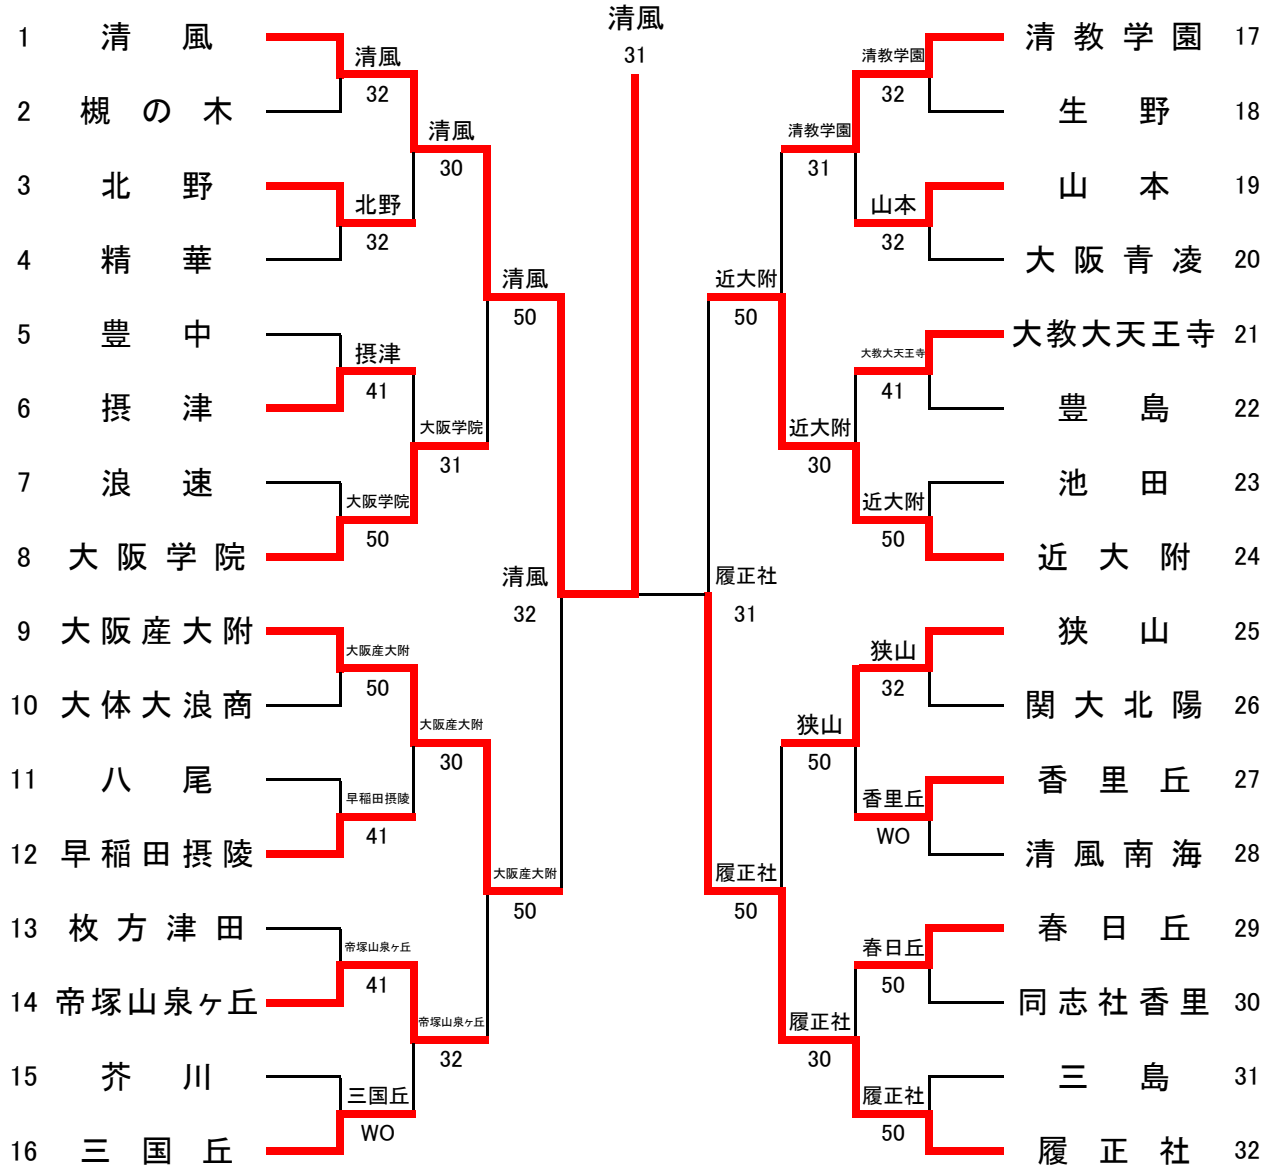 清風
31
1 清風
2 槻の木
3 北野
4 精華
5 豊中
6 摂津
7 浪速
8 大阪学院
9 大阪産大附
10 大体大浪商
11 八尾
12 早稲田摂陵
13 枚方津田
14 帝塚山泉ヶ丘
15 芥川
16 三国丘
清風
32
北野
32
摂津
41
大阪学院
50
大阪産大附
50
早稲田摂陵
41
帝塚山泉ヶ丘
41
三国丘
WO
清風
30
大阪学院
31
大阪産大附
30
帝塚山泉ヶ丘
32
清風
50
大阪産大附
50
清風
32
履正社
31
近大附
50
履正社
50
清教学園
31
近大附
30
狭山
50
履正社
30
清教学園
32
山本
32
大教大天王寺
41
近大附
50
狭山
32
香里丘
WO
春日丘
50
履正社
50
清教学園 17
生野 18
山本 19
大阪青凌 20
大教大天王寺 21
豊島 22
池田 23
近大附 24
狭山 25
関大北陽 26
香里丘 27
清風南海 28
春日丘 29
同志社香里 30
三島 31
履正社 32